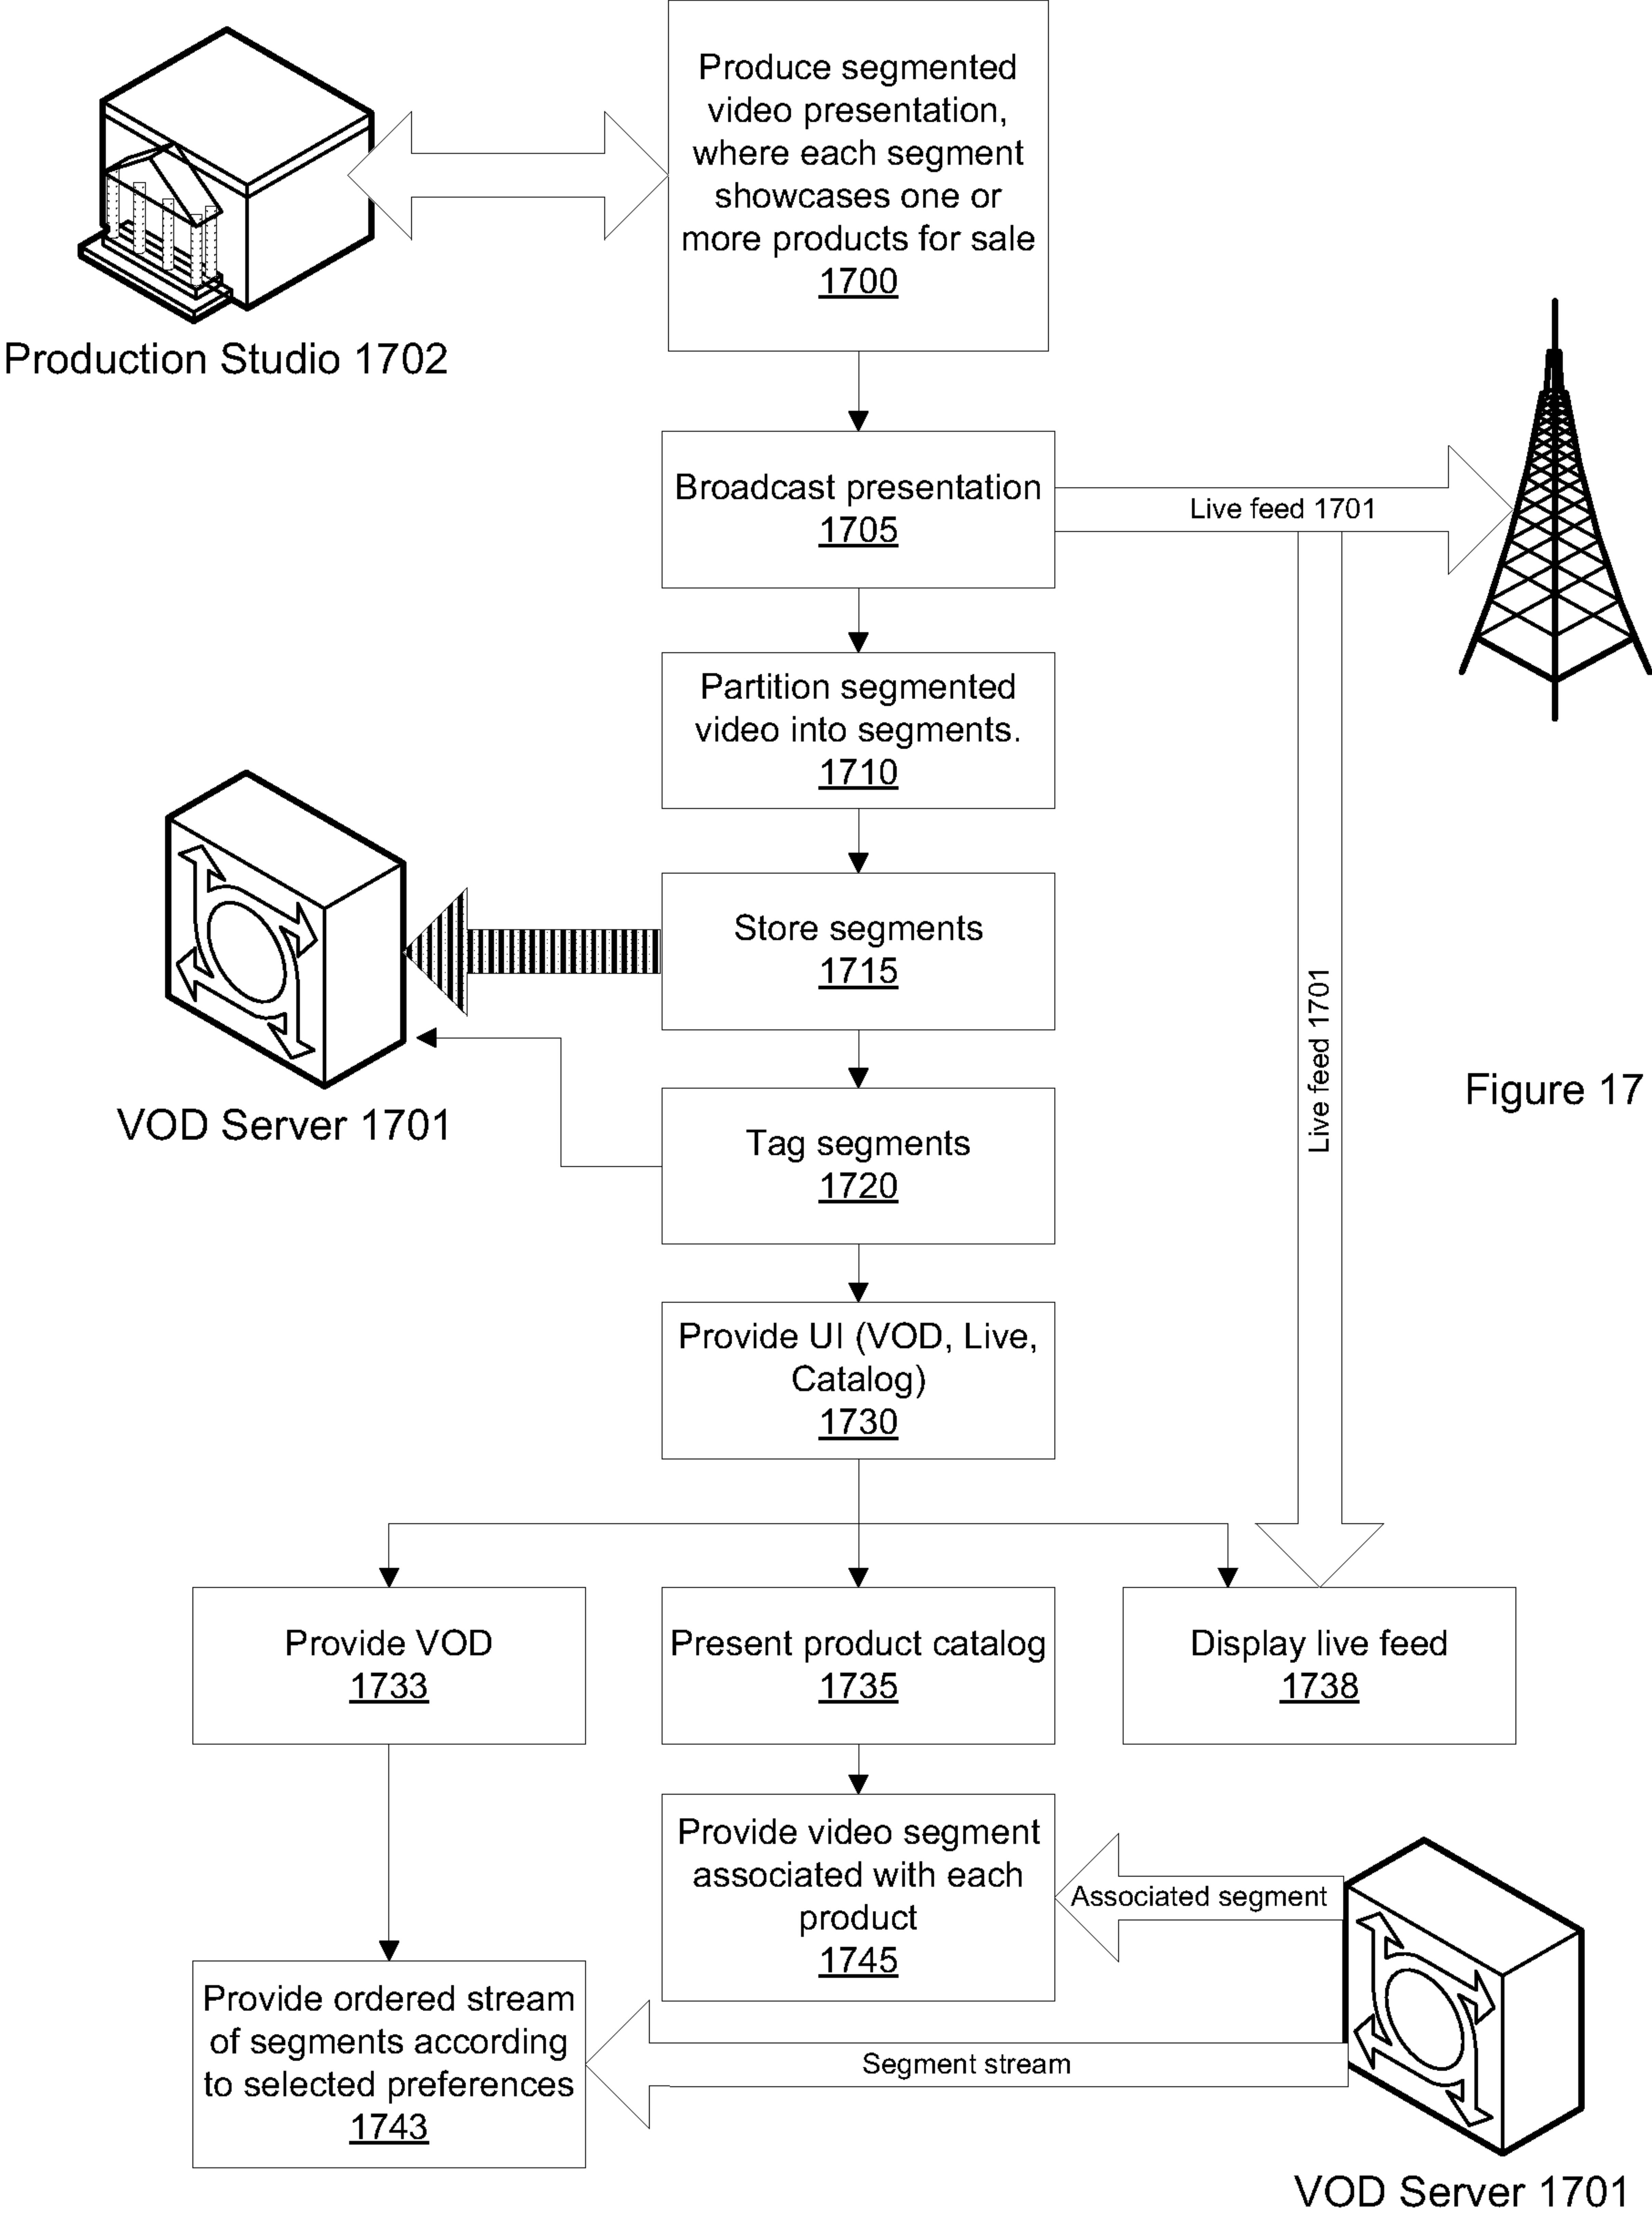 Produce segmented
video presentation,
where each segment
showcases one or
more products for sale
1700
Production Studio 1702
Broadcast presentation
1705
Live feed 1701
Partition segmented
video into segments.
1710
Store segments
1715
VOD Server 1701
Live feed 1701
Figure 17
Tag segments
1720
Provide UI (VOD, Live,
Catalog)
1730
Provide VOD
1733
Present product catalog
1735
Display live feed
1738
Provide video segment
associated with each
product
1745
Associated segment
Provide ordered stream
of segments according
to selected preferences
1743
Segment stream
VOD Server 1701